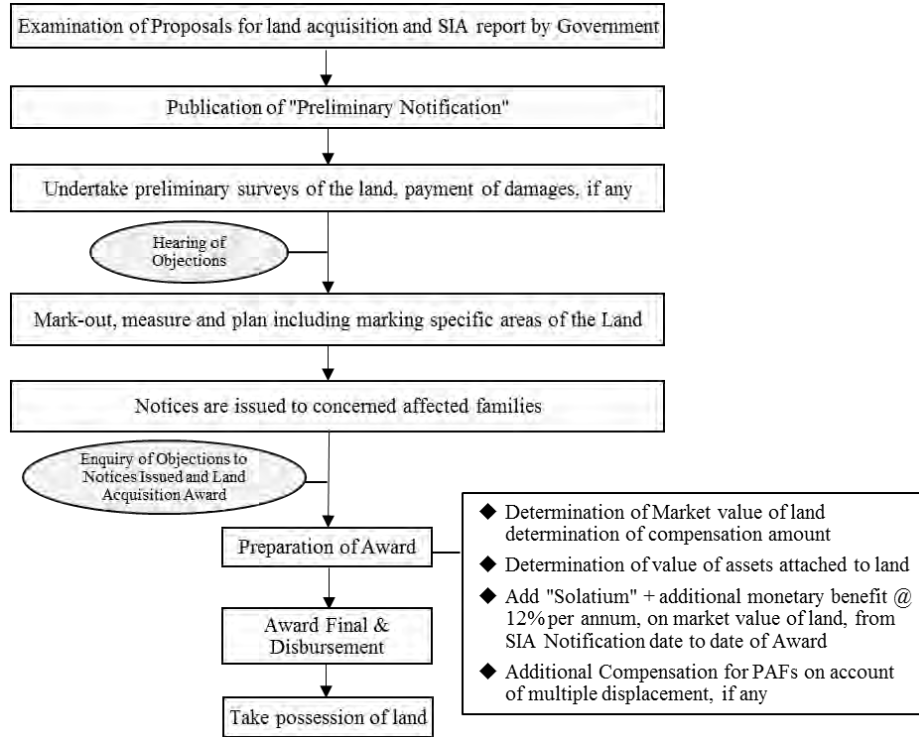 Examination of Proposals for land acquisition and SIA report by Government
Publication of "Preliminary Notification"
Undertake preliminary surveys of the land, payment of damages, if any
Hearing of
Objections
Mark-out, measure and plan including marking specific areas of the Land
Notices are issued to concerned affected families
Enquiry of Objections to
Notices Issued and Land
Acquisition Award
Preparation of Award
◆ Determination of Market value of land
determination of compensation amount
◆ Determination of value of assets attached to land
◆ Add "Solatium" + additional monetary benefit @
12% per annum, on market value of land, from
SIA Notification date to date of Award
◆ Additional Compensation for PAFs on account
of multiple displacement, if any
Award Final &
Disbursement
Take possession of land